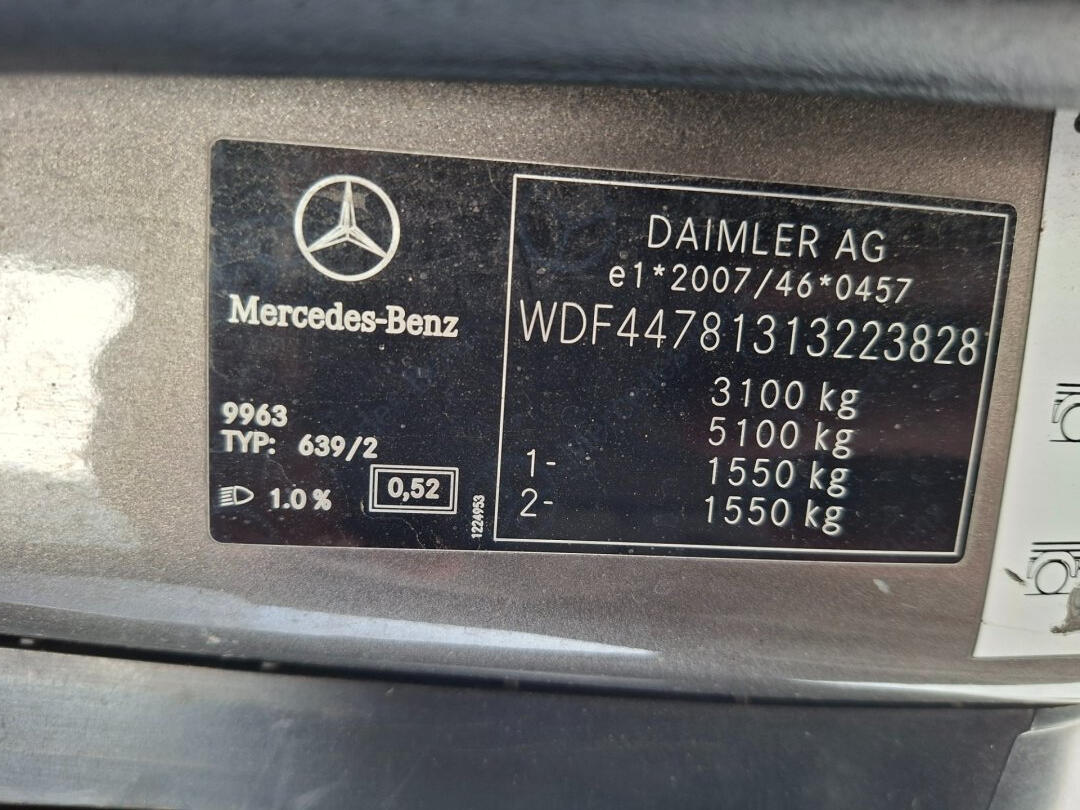 Mercedes-Benz
9963
TYP: 639/2
1.0 %
0,52
1224953
DAIMLER AG
e1*2007/46*0457
WDF44781313223828
3100 kg
5100 kg
1- 1550 kg
2- 1550 kg